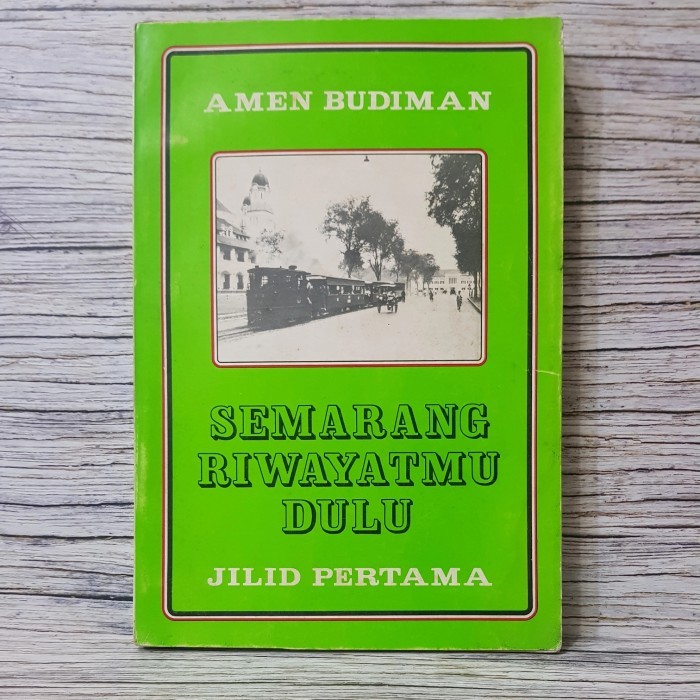 AMEN BUDIMAN
SEMARANG
RIWAYATMU
DULU
JILID PERTAMA